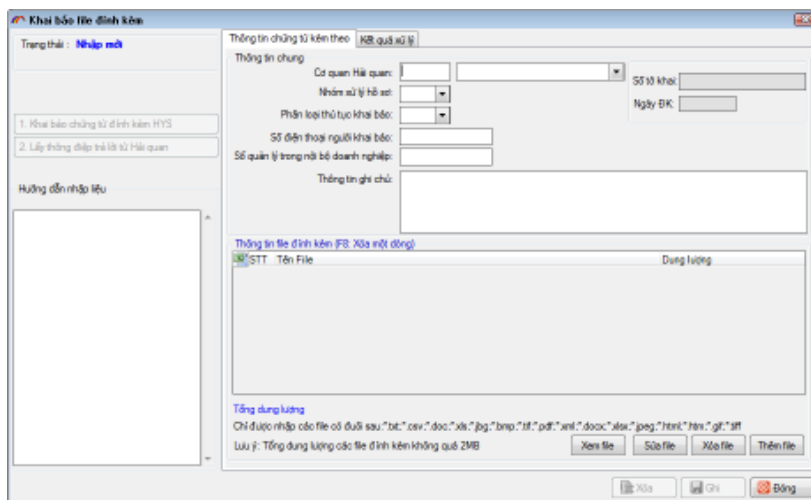 Khai báo file đính kèm
Trạng thái : Nhập mới
1. Khai báo chứng từ đính kèm HYS
2. Lấy thông điệp trả lời từ Hải quan
Hướng dẫn nhập liệu
Thông tin chứng từ kèm theo
Kết quả xử lý
Thông tin chung
Cơ quan Hải quan:
Số tờ khai:
Nhóm xử lý hồ sơ:
Ngày ĐK:
Phân loại thủ tục khai báo:
Số điện thoại người khai báo:
Số quản lý trong nội bộ doanh nghiệp:
Thông tin ghi chú:
Thông tin file đính kèm (F8: Xóa một dòng)
STT Tên File Dung lượng
Tổng dung lượng
Chỉ được nhập các file có đuôi sau:*.txt;*.csv;*.doc;*.xls;*.jpg;*.bmp;*.tif;*.pdf;*.xml;*.docx;*.xlsx;*.jpeg;*.html;*.htm;*.gif;*.tiff
Lưu ý: Tổng dung lượng các file đính kèm không quá 2MB
Xem file
Sửa file
Xóa file
Thêm file
Xóa
Ghi
Đóng